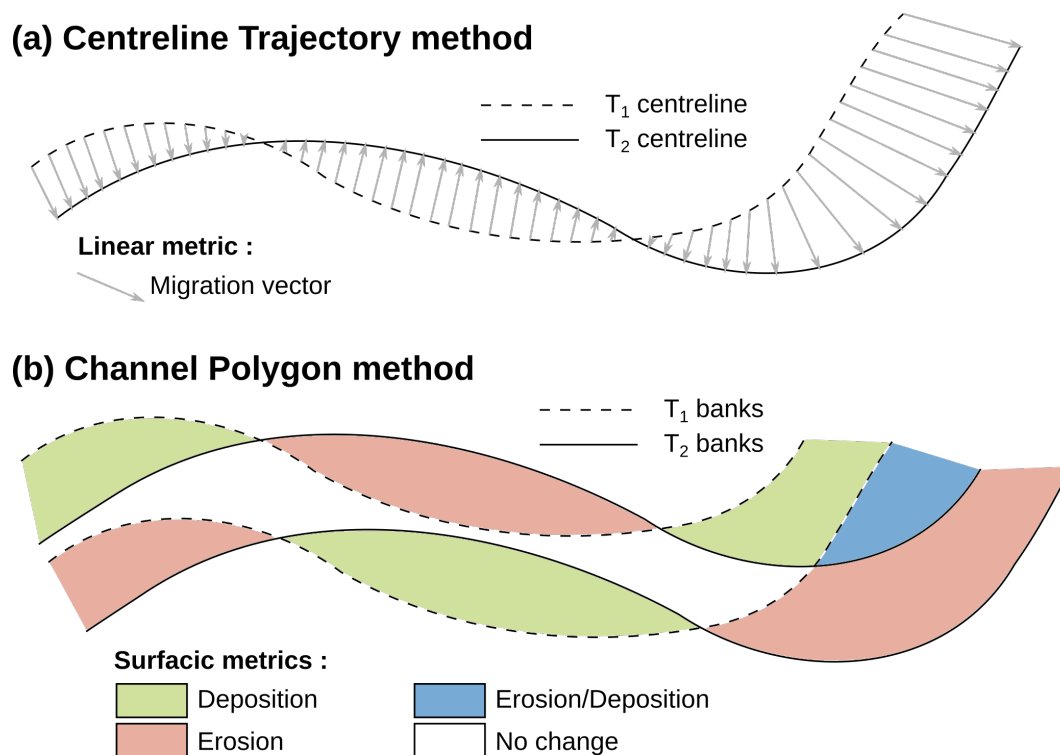 (a) Centreline Trajectory method
T1 centreline
T2 centreline
Linear metric :
Migration vector
(b) Channel Polygon method
T1 banks
T2 banks
Surfacic metrics :
Deposition
Erosion/Deposition
Erosion
No change